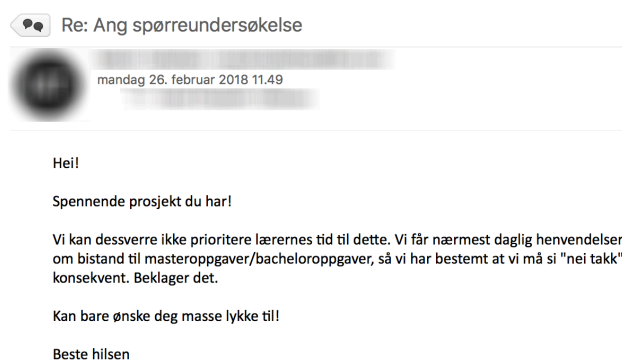 Re: Ang spørreundersøkelse
mandag 26. februar 2018 11.49
Hei!
Spennende prosjekt du har!
Vi kan dessverre ikke prioritere lærernes tid til dette. Vi får nærmest daglig henvendelser
om bistand til masteroppgaver/bacheloroppgaver, så vi har bestemt at vi må si "nei takk"
konsekvent. Beklager det.
Kan bare ønske deg masse lykke til!
Beste hilsen